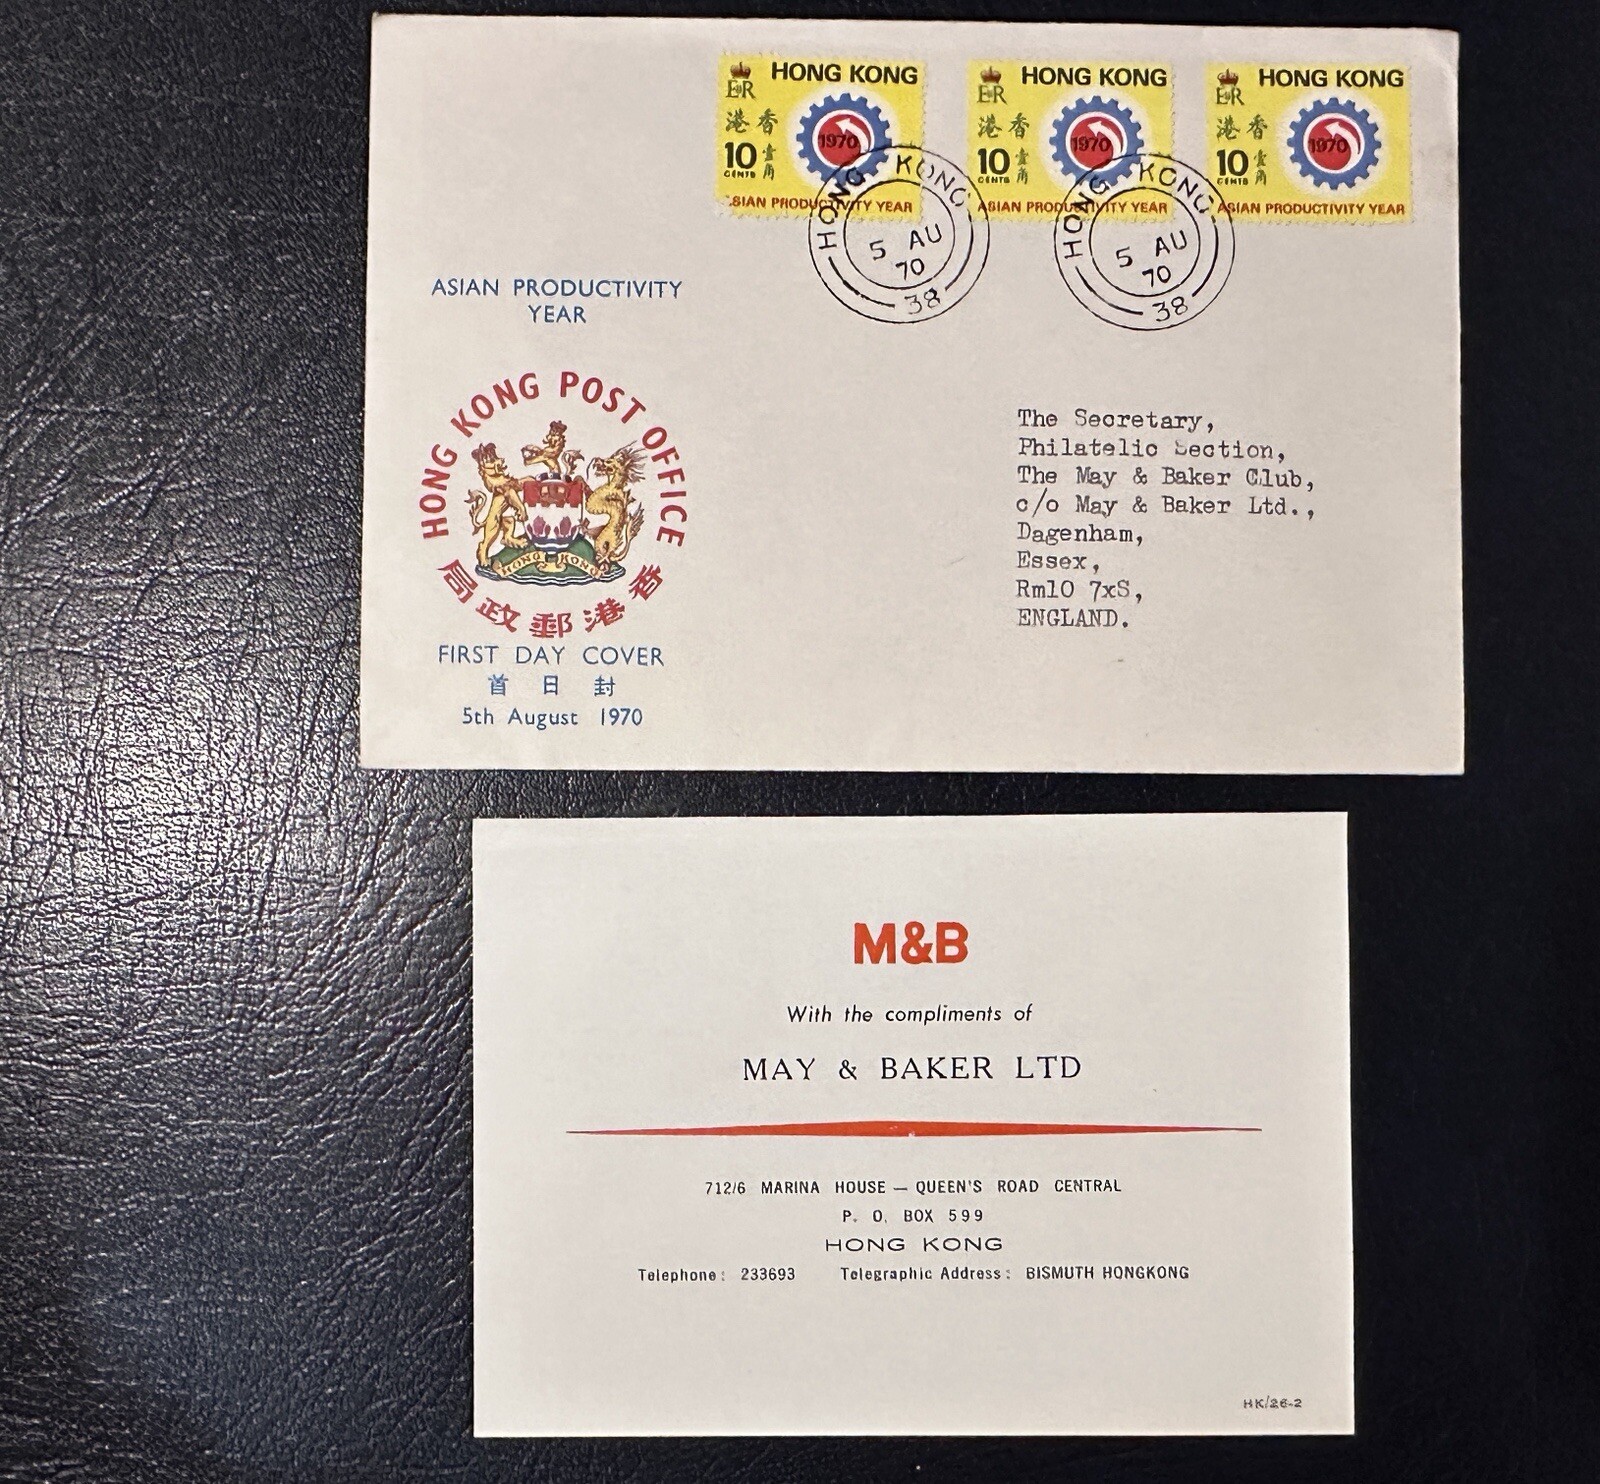 HONG KONG
E II R
港 香
10 壹角
CENTS
1970
ASIAN PRODUCTIVITY YEAR
HONG KONG
E II R
港 香
10 壹角
CENTS
1970
ASIAN PRODUCTIVITY YEAR
HONG KONG
E II R
港 香
10 壹角
CENTS
1970
ASIAN PRODUCTIVITY YEAR
HONG KONG
5 AU
70
38
HONG KONG
5 AU
70
38
ASIAN PRODUCTIVITY
YEAR
HONG KONG POST OFFICE
HONG KONG
局政郵港香
FIRST DAY COVER
首 日 封
5th August 1970
The Secretary,
Philatelic Section,
The May & Baker Club,
c/o May & Baker Ltd.,
Dagenham,
Essex,
Rm10 7xS,
ENGLAND.
M&B
With the compliments of
MAY & BAKER LTD
712/6 MARINA HOUSE — QUEEN'S ROAD CENTRAL
P. O. BOX 599
HONG KONG
Telephone: 233693 Telegraphic Address: BISMUTH HONGKONG
HK/26-2